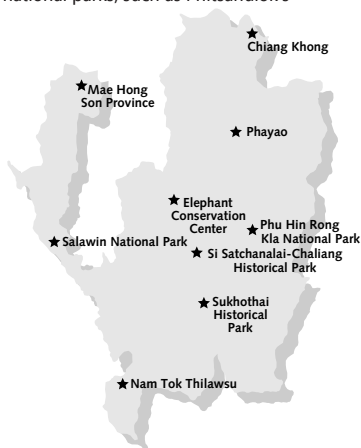 national parks, such as Phitsanulok's
Chiang Khong
Mae Hong
Son Province
Phayao
Elephant
Conservation
Center
Phu Hin Rong
Kla National Park
Salawin National Park
Si Satchanalai-Chaliang
Historical Park
Sukhothai
Historical
Park
Nam Tok Thilawsu